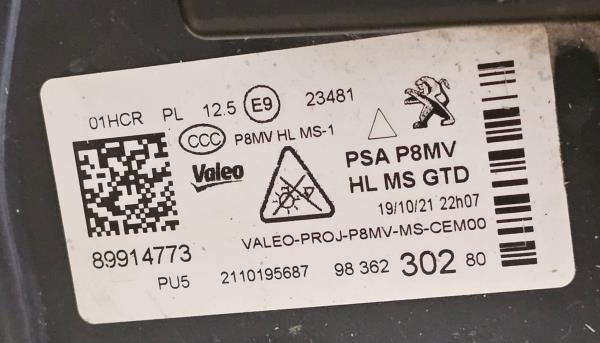 01HCR PL 12.5 E9 23481
CCC P8MV HL MS-1
Valeo
PSA P8MV
HL MS GTD
19/10/21 22h07
VALEO-PROJ-P8MV-MS-CEM00
89914773
PU5 2110195687 98 362 302 80